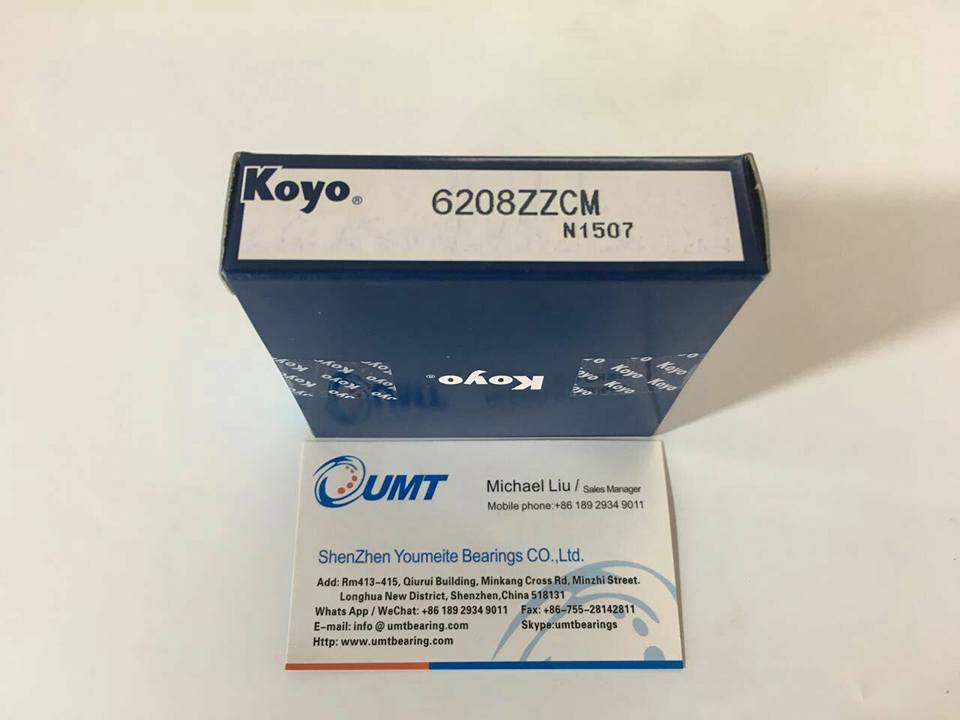 Koyo®
6208ZZCM
N1507
Koyo®
Koyo Koyo
UMT
Michael Liu / Sales Manager
Mobile phone:+86 189 2934 9011
ShenZhen Youmeite Bearings CO.,Ltd.
Add: Rm413-415, Qiurui Building, Minkang Cross Rd, Minzhi Street.
Longhua New District, Shenzhen,China 518131
Whats App / WeChat: +86 189 2934 9011 Fax: +86-755-28142811
E-mail: info @ umtbearing.com Skype:umtbearings
Http: www.umtbearing.com